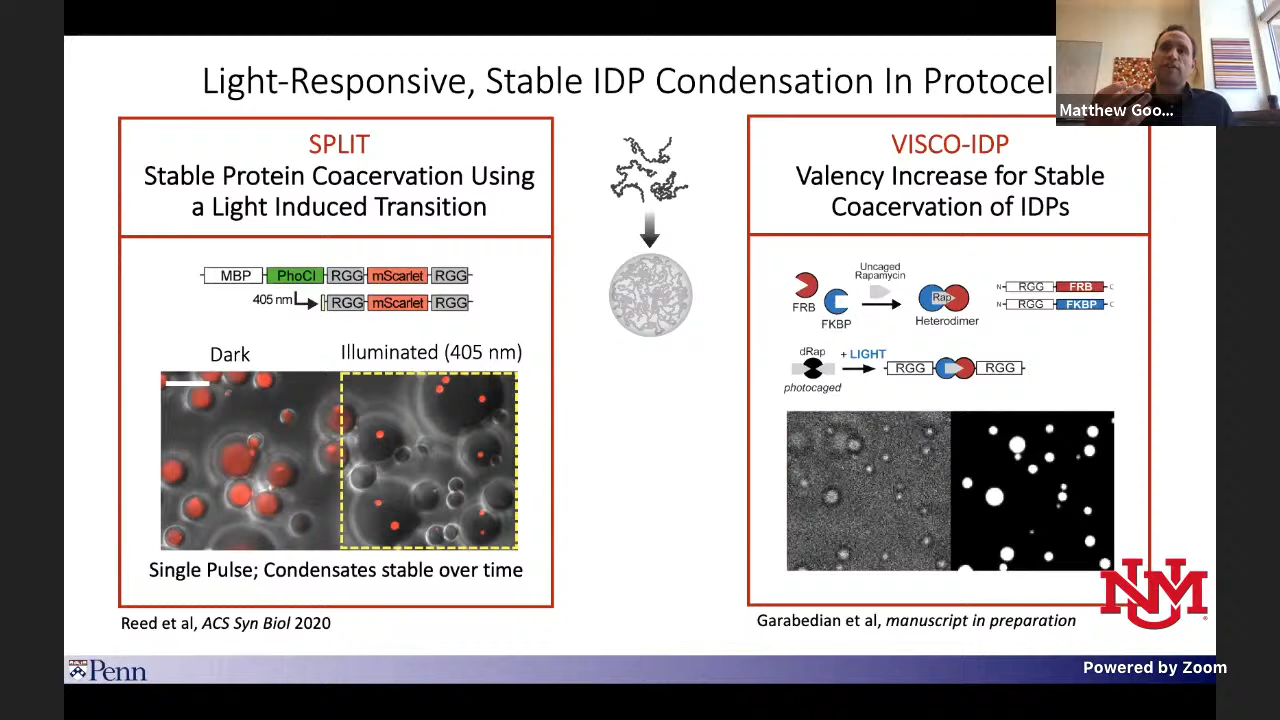 Light-Responsive, Stable IDP Condensation In Protocel
Matthew Goo...
SPLIT
Stable Protein Coacervation Using
a Light Induced Transition
MBP PhoCl RGG mScarlet RGG
405 nm RGG mScarlet RGG
Dark
Illuminated (405 nm)
Single Pulse; Condensates stable over time
Reed et al, ACS Syn Biol 2020
VISCO-IDP
Valency Increase for Stable
Coacervation of IDPs
Uncaged
Rapamycin
FRB
FKBP
Rap
Heterodimer
N RGG FRB C
N RGG FKBP C
dRap
photocaged
+ LIGHT
RGG RGG
Garabedian et al, manuscript in preparation
UNM
Penn
Powered by Zoom